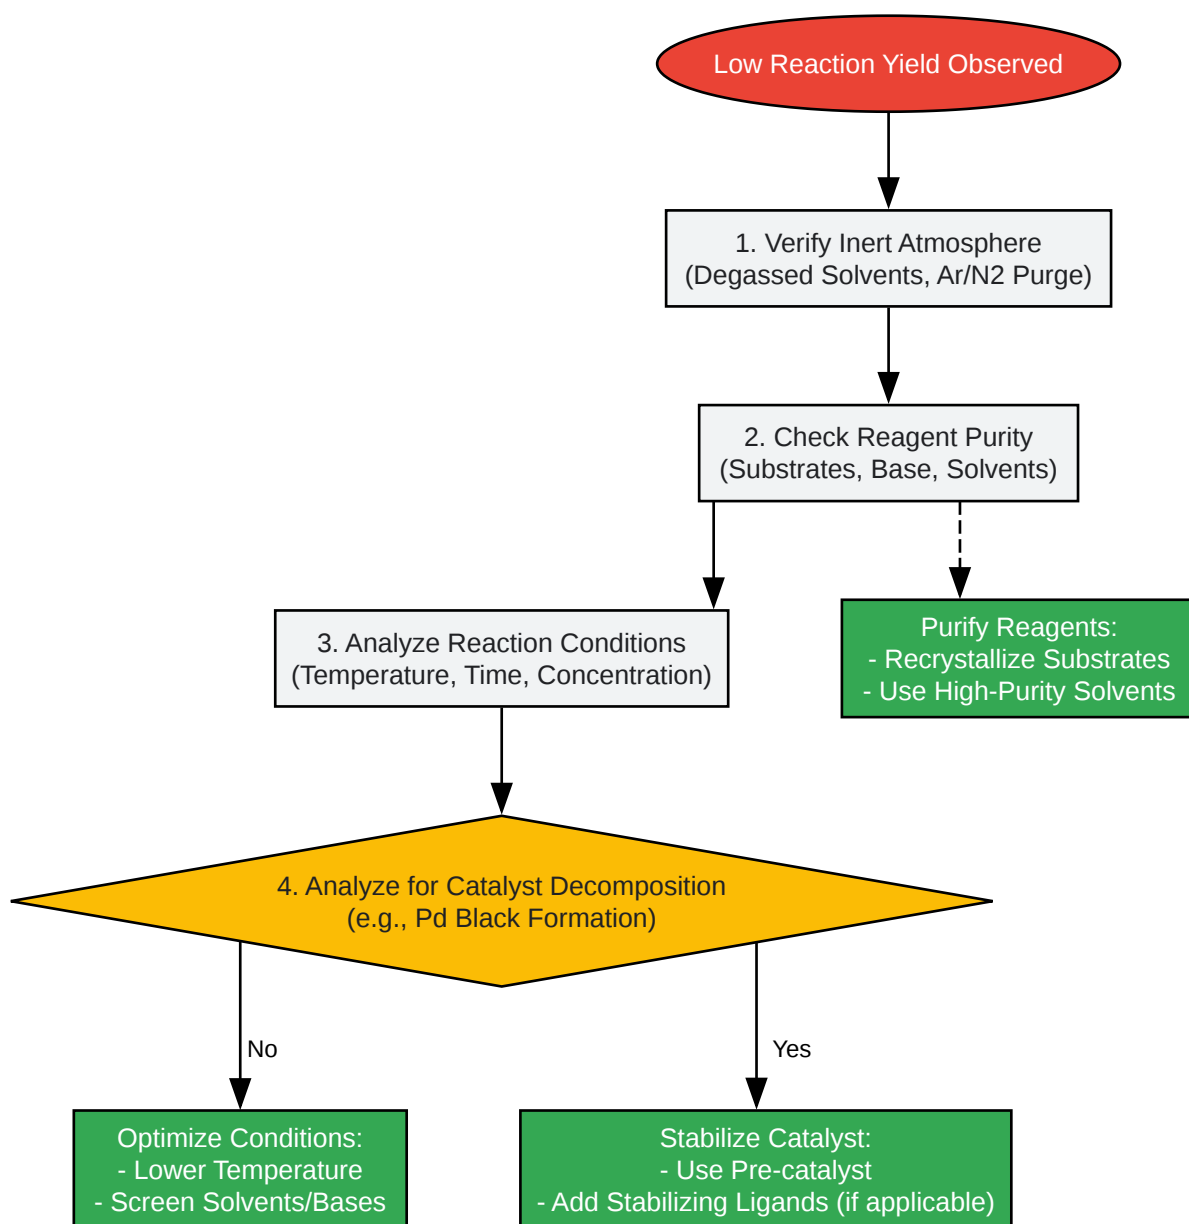 Low Reaction Yield Observed
1. Verify Inert Atmosphere
(Degassed Solvents, Ar/N2 Purge)
2. Check Reagent Purity
(Substrates, Base, Solvents)
3. Analyze Reaction Conditions
(Temperature, Time, Concentration)
Purify Reagents:
- Recrystallize Substrates
- Use High-Purity Solvents
4. Analyze for Catalyst Decomposition
(e.g., Pd Black Formation)
No
Yes
Optimize Conditions:
- Lower Temperature
- Screen Solvents/Bases
Stabilize Catalyst:
- Use Pre-catalyst
- Add Stabilizing Ligands (if applicable)